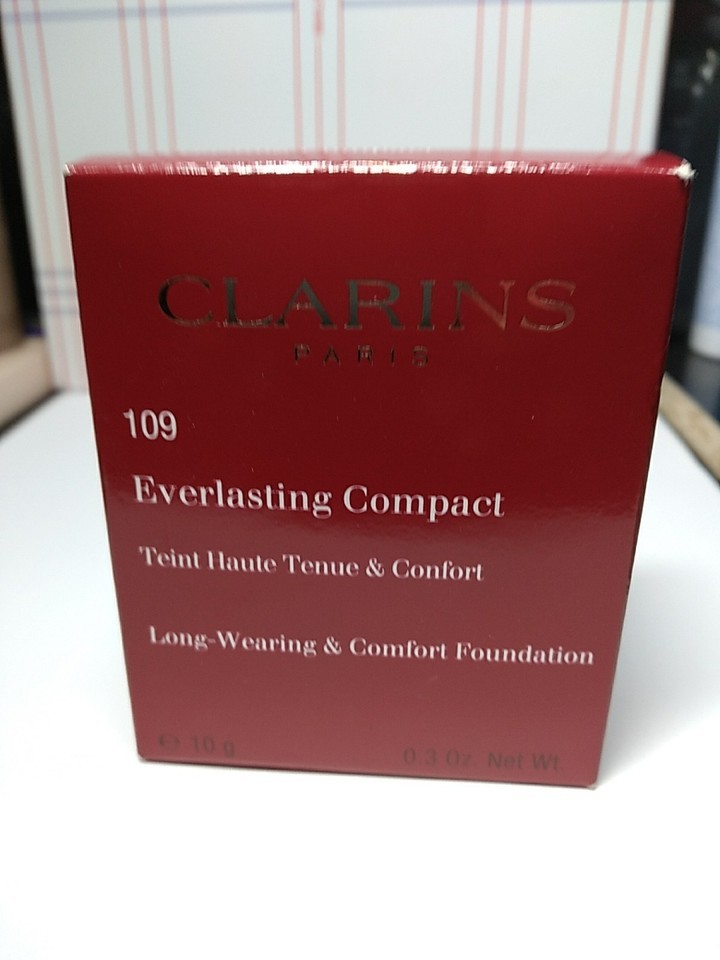 CLARINS
PARIS
109
Everlasting Compact
Teint Haute Tenue & Confort
Long-Wearing & Comfort Foundation
℮ 10 g 0.3 Oz. Net Wt.